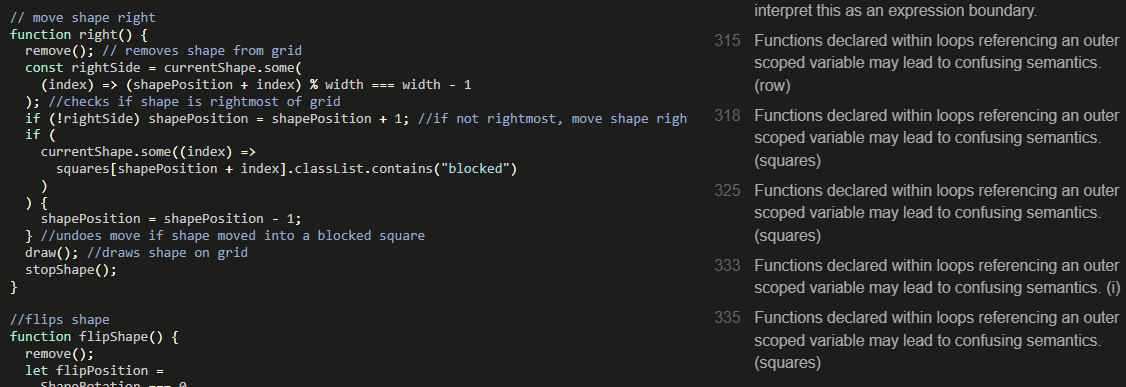 // move shape right
function right() {
remove(); // removes shape from grid
const rightSide = currentShape.some(
(index) => (shapePosition + index) % width === width - 1
); //checks if shape is rightmost of grid
if (!rightSide) shapePosition = shapePosition + 1; //if not rightmost, move shape righ
if (
currentShape.some((index) =>
squares[shapePosition + index].classList.contains("blocked")
)
) {
shapePosition = shapePosition - 1;
} //undoes move if shape moved into a blocked square
draw(); //draws shape on grid
stopShape();
}
//flips shape
function flipShape() {
remove();
let flipPosition =
ShapeRotation === 0
interpret this as an expression boundary.
315 Functions declared within loops referencing an outer
scoped variable may lead to confusing semantics.
(row)
318 Functions declared within loops referencing an outer
scoped variable may lead to confusing semantics.
(squares)
325 Functions declared within loops referencing an outer
scoped variable may lead to confusing semantics.
(squares)
333 Functions declared within loops referencing an outer
scoped variable may lead to confusing semantics. (i)
335 Functions declared within loops referencing an outer
scoped variable may lead to confusing semantics.
(squares)